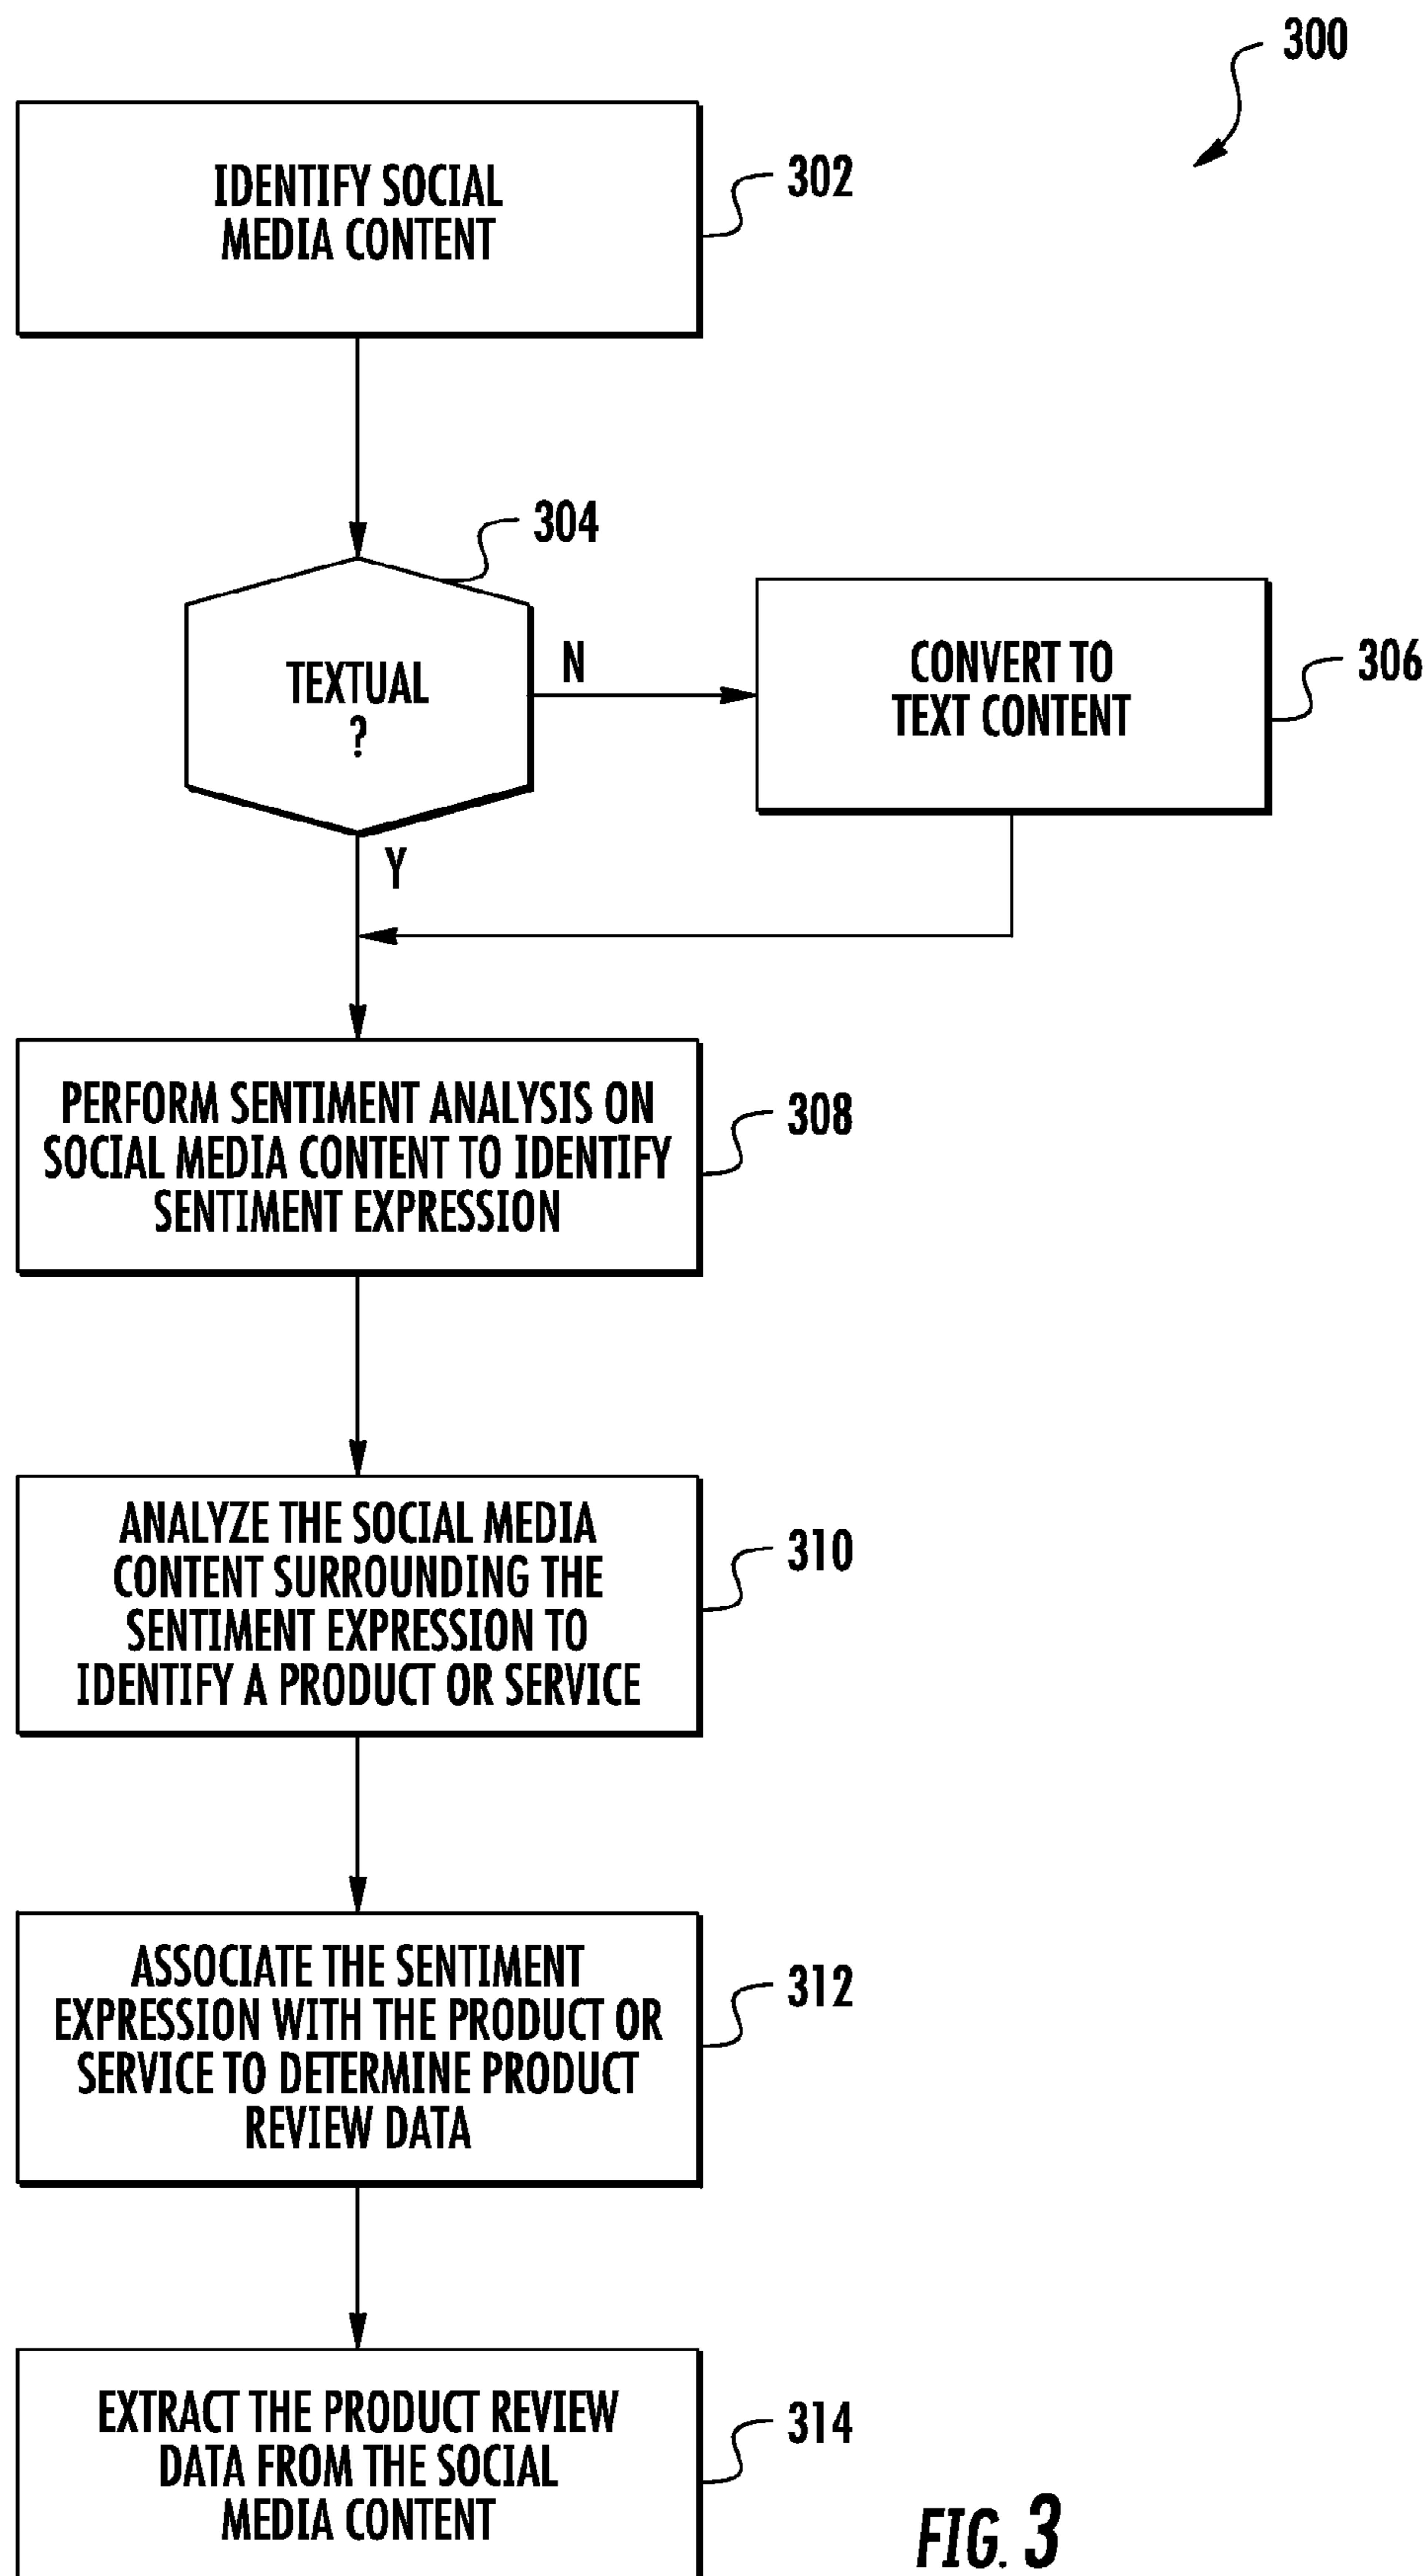 300
IDENTIFY SOCIAL
MEDIA CONTENT
302
304
TEXTUAL
?
N
CONVERT TO
TEXT CONTENT
306
Y
PERFORM SENTIMENT ANALYSIS ON
SOCIAL MEDIA CONTENT TO IDENTIFY
SENTIMENT EXPRESSION
308
ANALYZE THE SOCIAL MEDIA
CONTENT SURROUNDING THE
SENTIMENT EXPRESSION TO
IDENTIFY A PRODUCT OR SERVICE
310
ASSOCIATE THE SENTIMENT
EXPRESSION WITH THE PRODUCT OR
SERVICE TO DETERMINE PRODUCT
REVIEW DATA
312
EXTRACT THE PRODUCT REVIEW
DATA FROM THE SOCIAL
MEDIA CONTENT
314
FIG. 3